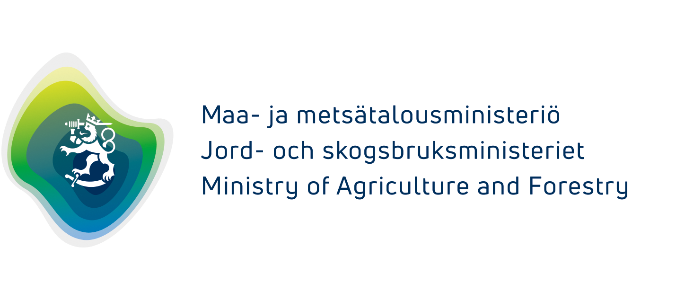 Maa- ja metsätalousministeriö
Jord- och skogsbruksministeriet
Ministry of Agriculture and Forestry